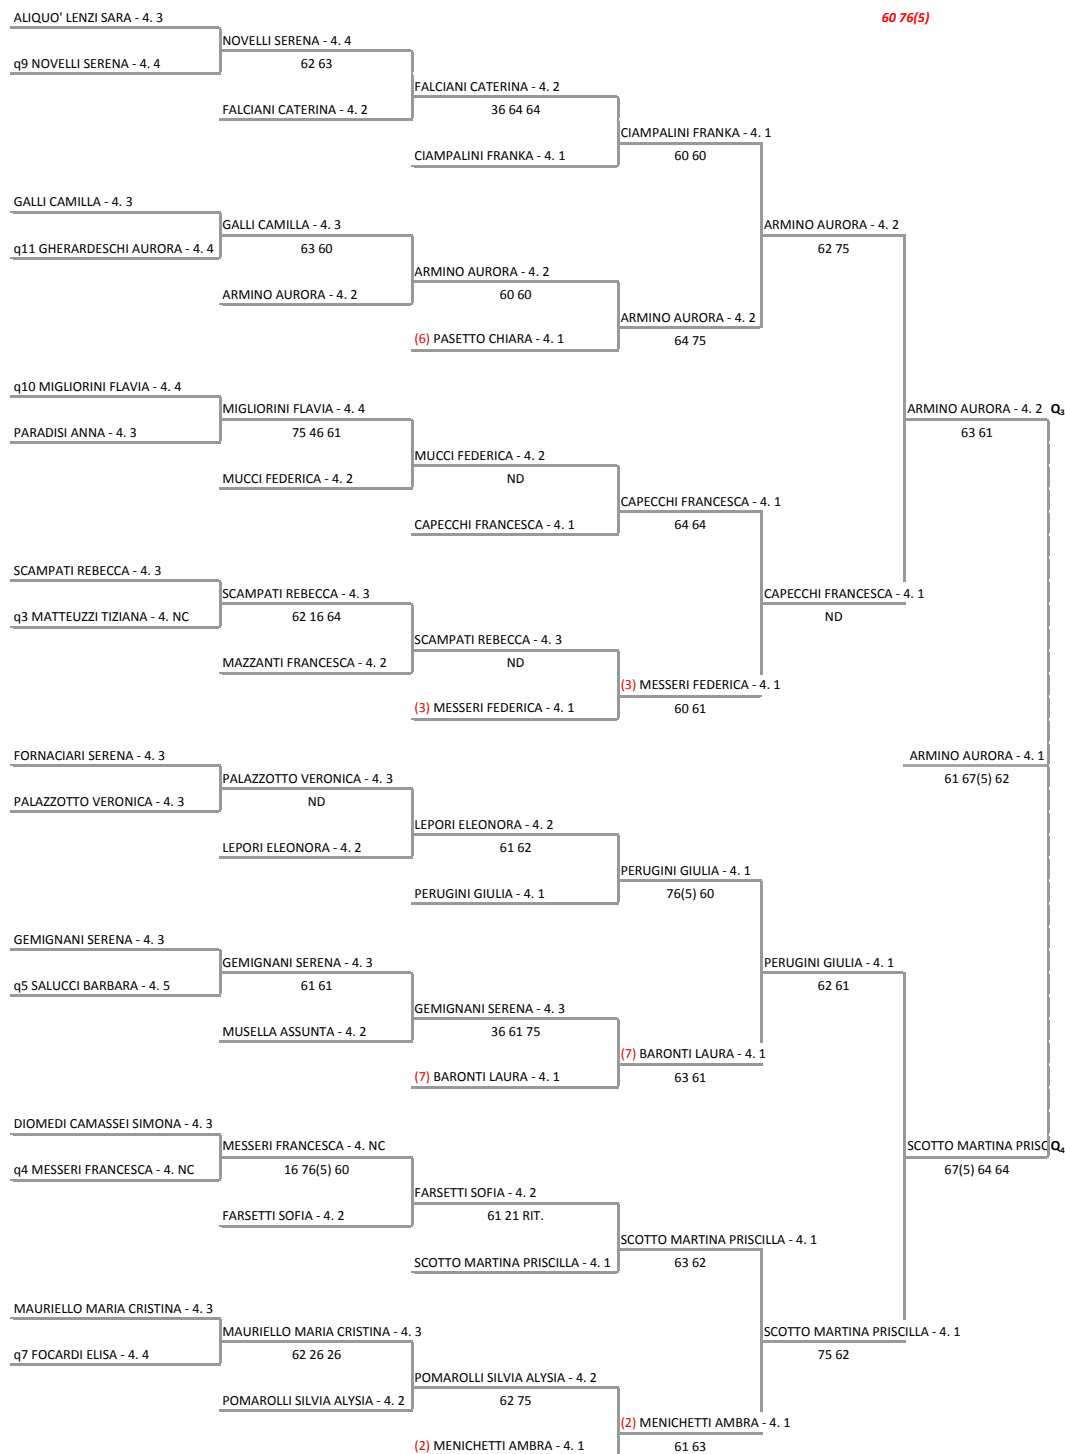 ALIQUO' LENZI SARA - 4. 3
60 76(5)
NOVELLI SERENA - 4. 4
q9 NOVELLI SERENA - 4. 4
62 63
FALCIANI CATERINA - 4. 2
FALCIANI CATERINA - 4. 2
36 64 64
CIAMPALINI FRANKA - 4. 1
CIAMPALINI FRANKA - 4. 1
60 60
GALLI CAMILLA - 4. 3
GALLI CAMILLA - 4. 3
ARMINO AURORA - 4. 2
q11 GHERARDESCHI AURORA - 4. 4
63 60
62 75
ARMINO AURORA - 4. 2
ARMINO AURORA - 4. 2
60 60
ARMINO AURORA - 4. 2
(6) PASETTO CHIARA - 4. 1
64 75
q10 MIGLIORINI FLAVIA - 4. 4
MIGLIORINI FLAVIA - 4. 4
ARMINO AURORA - 4. 2 Q3
PARADISI ANNA - 4. 3
75 46 61
63 61
MUCCI FEDERICA - 4. 2
MUCCI FEDERICA - 4. 2
ND
CAPECCHI FRANCESCA - 4. 1
CAPECCHI FRANCESCA - 4. 1
64 64
SCAMPATI REBECCA - 4. 3
SCAMPATI REBECCA - 4. 3
CAPECCHI FRANCESCA - 4. 1
q3 MATTEUZZI TIZIANA - 4. NC
62 16 64
ND
SCAMPATI REBECCA - 4. 3
MAZZANTI FRANCESCA - 4. 2
ND
(3) MESSERI FEDERICA - 4. 1
(3) MESSERI FEDERICA - 4. 1
60 61
FORNACIARI SERENA - 4. 3
ARMINO AURORA - 4. 1
PALAZZOTTO VERONICA - 4. 3
61 67(5) 62
PALAZZOTTO VERONICA - 4. 3
ND
LEPORI ELEONORA - 4. 2
LEPORI ELEONORA - 4. 2
61 62
PERUGINI GIULIA - 4. 1
PERUGINI GIULIA - 4. 1
76(5) 60
GEMIGNANI SERENA - 4. 3
GEMIGNANI SERENA - 4. 3
PERUGINI GIULIA - 4. 1
q5 SALUCCI BARBARA - 4. 5
61 61
62 61
GEMIGNANI SERENA - 4. 3
MUSELLA ASSUNTA - 4. 2
36 61 75
(7) BARONTI LAURA - 4. 1
(7) BARONTI LAURA - 4. 1
63 61
DIOMEDI CAMASSEI SIMONA - 4. 3
MESSERI FRANCESCA - 4. NC
SCOTTO MARTINA PRISC Q4
q4 MESSERI FRANCESCA - 4. NC
16 76(5) 60
67(5) 64 64
FARSETTI SOFIA - 4. 2
FARSETTI SOFIA - 4. 2
61 21 RIT.
SCOTTO MARTINA PRISCILLA - 4. 1
SCOTTO MARTINA PRISCILLA - 4. 1
63 62
MAURIELLO MARIA CRISTINA - 4. 3
MAURIELLO MARIA CRISTINA - 4. 3
SCOTTO MARTINA PRISCILLA - 4. 1
q7 FOCARDI ELISA - 4. 4
62 26 26
75 62
POMAROLLI SILVIA ALYSIA - 4. 2
POMAROLLI SILVIA ALYSIA - 4. 2
62 75
(2) MENICHETTI AMBRA - 4. 1
(2) MENICHETTI AMBRA - 4. 1
61 63